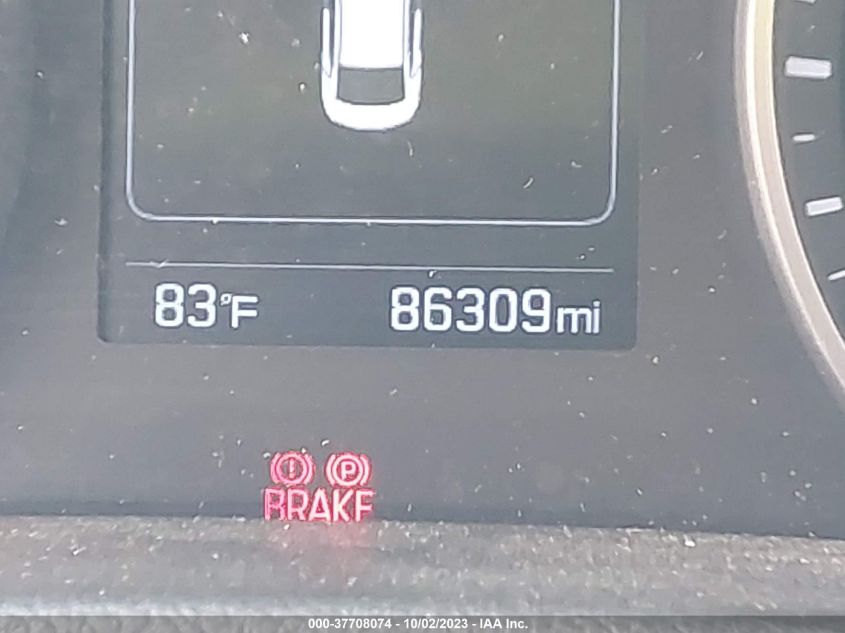 83°F 86309mi
(!) (P)
BRAKE
000-37708074 - 10/02/2023 - IAA Inc.